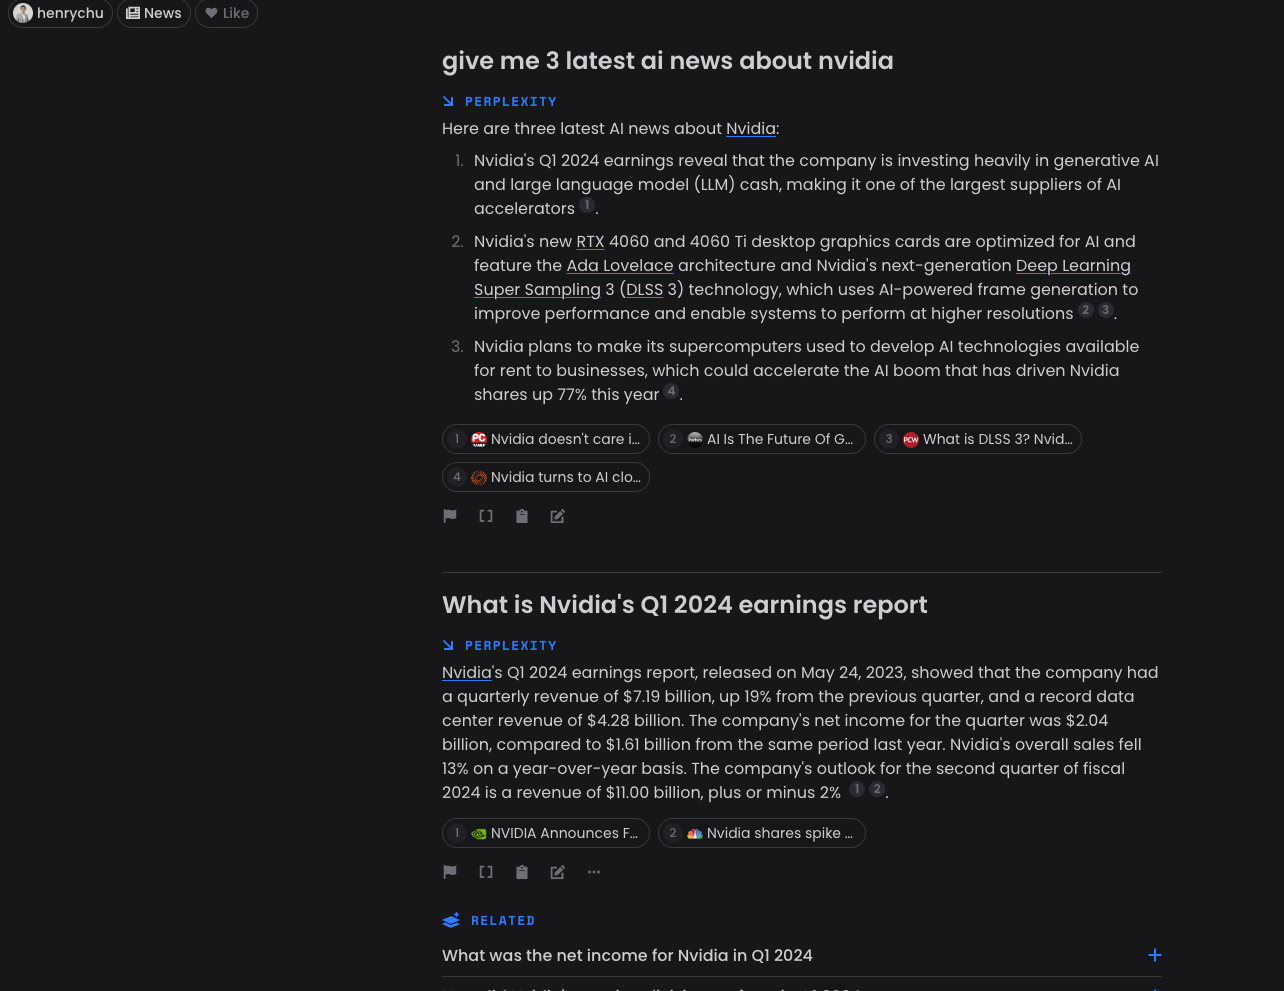 henrychu News Like
give me 3 latest ai news about nvidia
PERPLEXITY
Here are three latest AI news about Nvidia:
1. Nvidia's Q1 2024 earnings reveal that the company is investing heavily in generative AI
and large language model (LLM) cash, making it one of the largest suppliers of AI
accelerators 1.
2. Nvidia's new RTX 4060 and 4060 Ti desktop graphics cards are optimized for AI and
feature the Ada Lovelace architecture and Nvidia's next-generation Deep Learning
Super Sampling 3 (DLSS 3) technology, which uses AI-powered frame generation to
improve performance and enable systems to perform at higher resolutions 2 3.
3. Nvidia plans to make its supercomputers used to develop AI technologies available
for rent to businesses, which could accelerate the AI boom that has driven Nvidia
shares up 77% this year 4.
1 PC Nvidia doesn't care i… 2 Forbes AI Is The Future Of G… 3 PCW What is DLSS 3? Nvid…
4 Nvidia turns to AI clo…
What is Nvidia's Q1 2024 earnings report
PERPLEXITY
Nvidia's Q1 2024 earnings report, released on May 24, 2023, showed that the company had
a quarterly revenue of $7.19 billion, up 19% from the previous quarter, and a record data
center revenue of $4.28 billion. The company's net income for the quarter was $2.04
billion, compared to $1.61 billion from the same period last year. Nvidia's overall sales fell
13% on a year-over-year basis. The company's outlook for the second quarter of fiscal
2024 is a revenue of $11.00 billion, plus or minus 2% 1 2.
1 NVIDIA Announces F… 2 Nvidia shares spike …
RELATED
What was the net income for Nvidia in Q1 2024